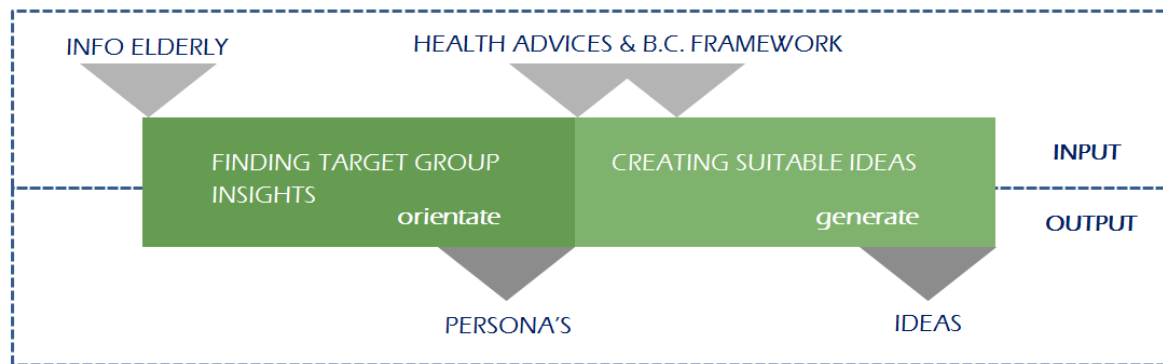 INFO ELDERLY
HEALTH ADVICES & B.C. FRAMEWORK
FINDING TARGET GROUP
INSIGHTS
orientate
CREATING SUITABLE IDEAS
generate
INPUT
OUTPUT
PERSONA'S
IDEAS